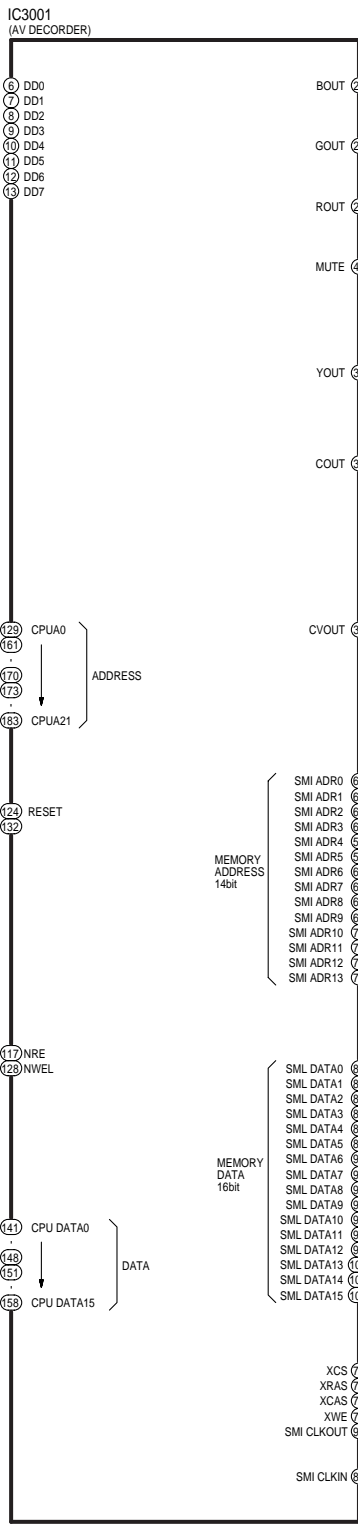 IC3001
(AV DECORDER)
6 DD0
7 DD1
8 DD2
9 DD3
10 DD4
11 DD5
12 DD6
13 DD7
BOUT
GOUT
ROUT
MUTE
YOUT
COUT
CVOUT
129 CPUA0
161
170
173
183 CPUA21
ADDRESS
124 RESET
132
MEMORY
ADDRESS
14bit
SMI ADR0
SMI ADR1
SMI ADR2
SMI ADR3
SMI ADR4
SMI ADR5
SMI ADR6
SMI ADR7
SMI ADR8
SMI ADR9
SMI ADR10
SMI ADR11
SMI ADR12
SMI ADR13
117 NRE
128 NWEL
MEMORY
DATA
16bit
SML DATA0
SML DATA1
SML DATA2
SML DATA3
SML DATA4
SML DATA5
SML DATA6
SML DATA7
SML DATA8
SML DATA9
SML DATA10
SML DATA11
SML DATA12
SML DATA13
SML DATA14
SML DATA15
141 CPU DATA0
148
151
158 CPU DATA15
DATA
XCS
XRAS
XCAS
XWE
SMI CLKOUT
SMI CLKIN